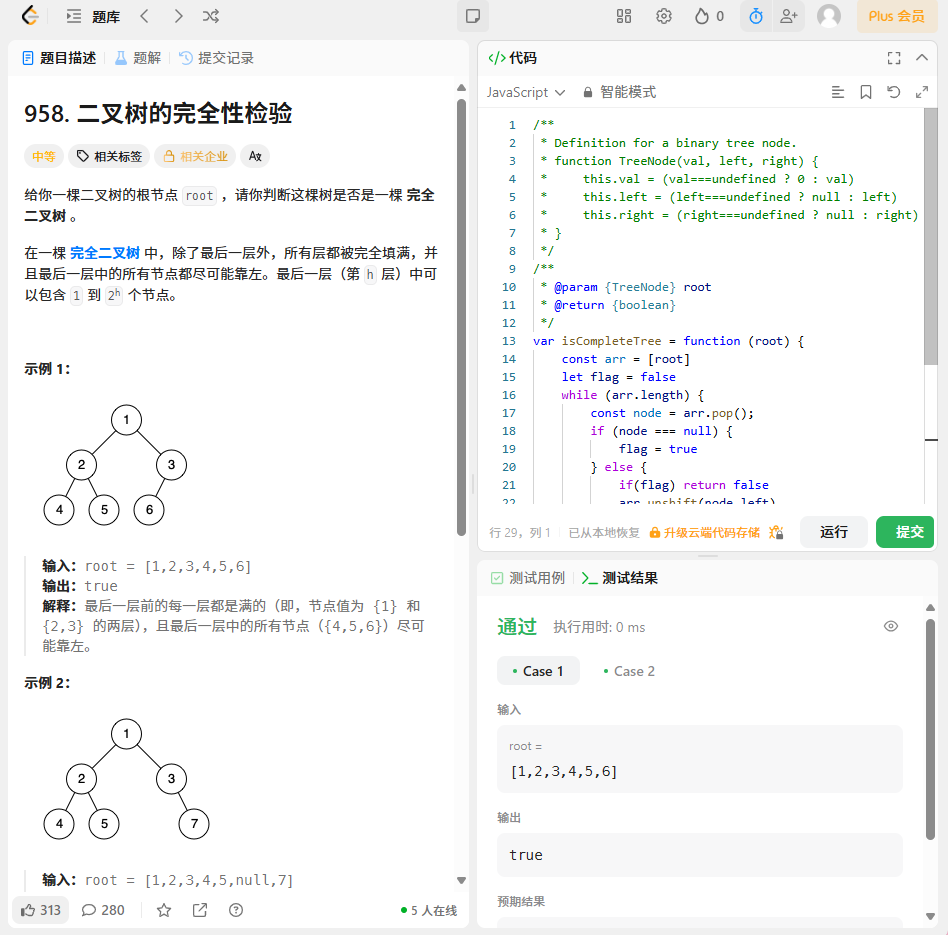 题库
0
Plus 会员
题目描述
题解
提交记录
958. 二叉树的完全性检验
中等
相关标签
相关企业
给你一棵二叉树的根节点 root ，请你判断这棵树是否是一棵 完全
二叉树 。
在一棵 完全二叉树 中，除了最后一层外，所有层都被完全填满，并
且最后一层中的所有节点都尽可能靠左。最后一层（第 h 层）中可
以包含 1 到 2ʰ 个节点。
示例 1：
1
2 3
4 5 6
输入：root = [1,2,3,4,5,6]
输出：true
解释：最后一层前的每一层都是满的（即，节点值为 {1} 和
{2,3} 的两层），且最后一层中的所有节点（{4,5,6}）尽可
能靠左。
示例 2：
1
2 3
4 5 7
输入：root = [1,2,3,4,5,null,7]
313
280
5 人在线
</> 代码
JavaScript
智能模式
1 /**
2 * Definition for a binary tree node.
3 * function TreeNode(val, left, right) {
4 *     this.val = (val===undefined ? 0 : val)
5 *     this.left = (left===undefined ? null : left)
6 *     this.right = (right===undefined ? null : right)
7 * }
8 */
9 /**
10 * @param {TreeNode} root
11 * @return {boolean}
12 */
13 var isCompleteTree = function (root) {
14     const arr = [root]
15     let flag = false
16     while (arr.length) {
17         const node = arr.pop();
18         if (node === null) {
19             flag = true
20         } else {
21             if(flag) return false
22             arr.unshift(node.left)
行 29，列 1
已从本地恢复
升级云端代码存储
运行
提交
测试用例
测试结果
通过
执行用时: 0 ms
Case 1
Case 2
输入
root =
[1,2,3,4,5,6]
输出
true
预期结果